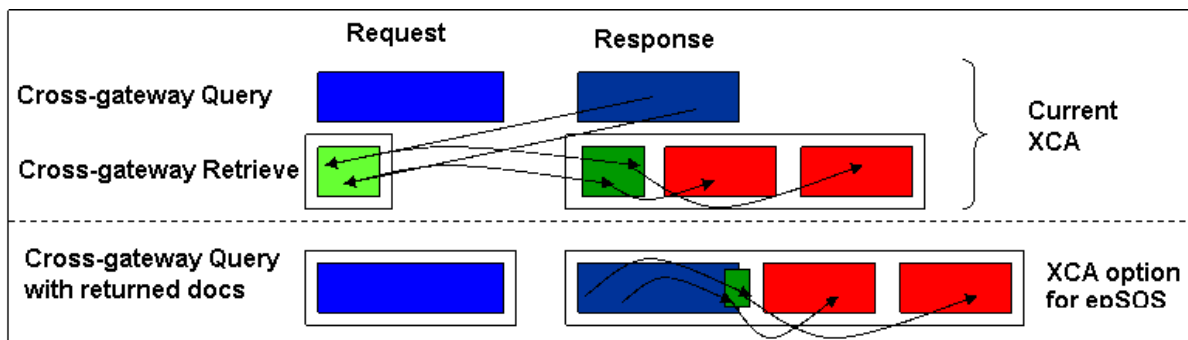 Request
Response
Cross-gateway Query
Cross-gateway Retrieve
Current
XCA
Cross-gateway Query
with returned docs
XCA option
for epSOS